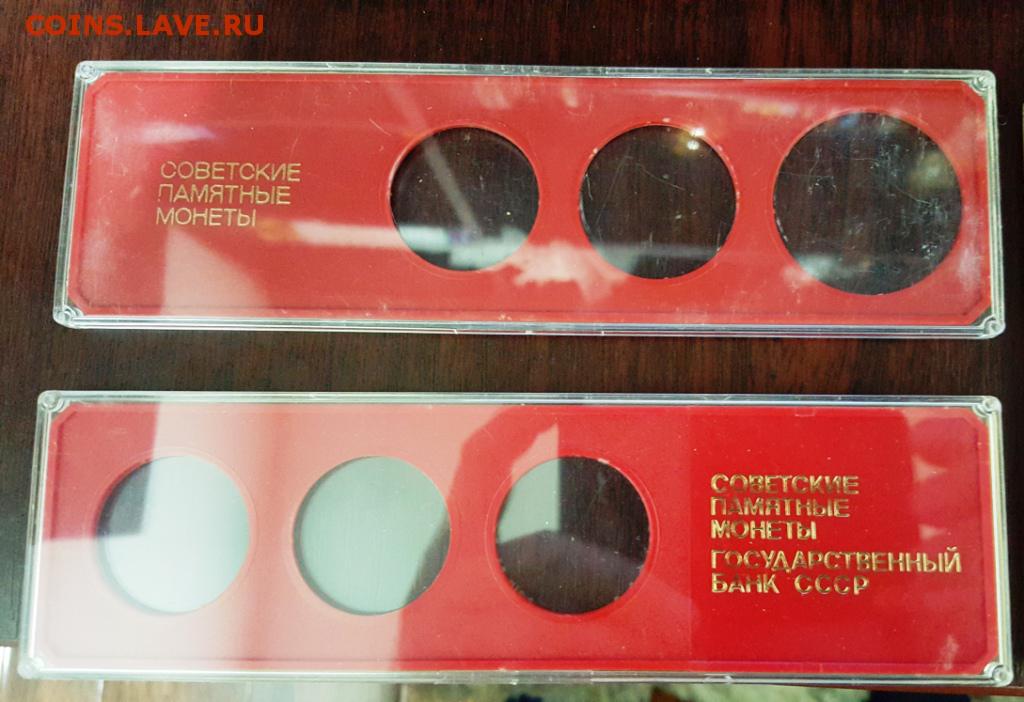 COINS.LAVE.RU
СОВЕТСКИЕ
ПАМЯТНЫЕ
МОНЕТЫ
СОВЕТСКИЕ
ПАМЯТНЫЕ
МОНЕТЫ
ГОСУДАРСТВЕННЫЙ
БАНК СССР